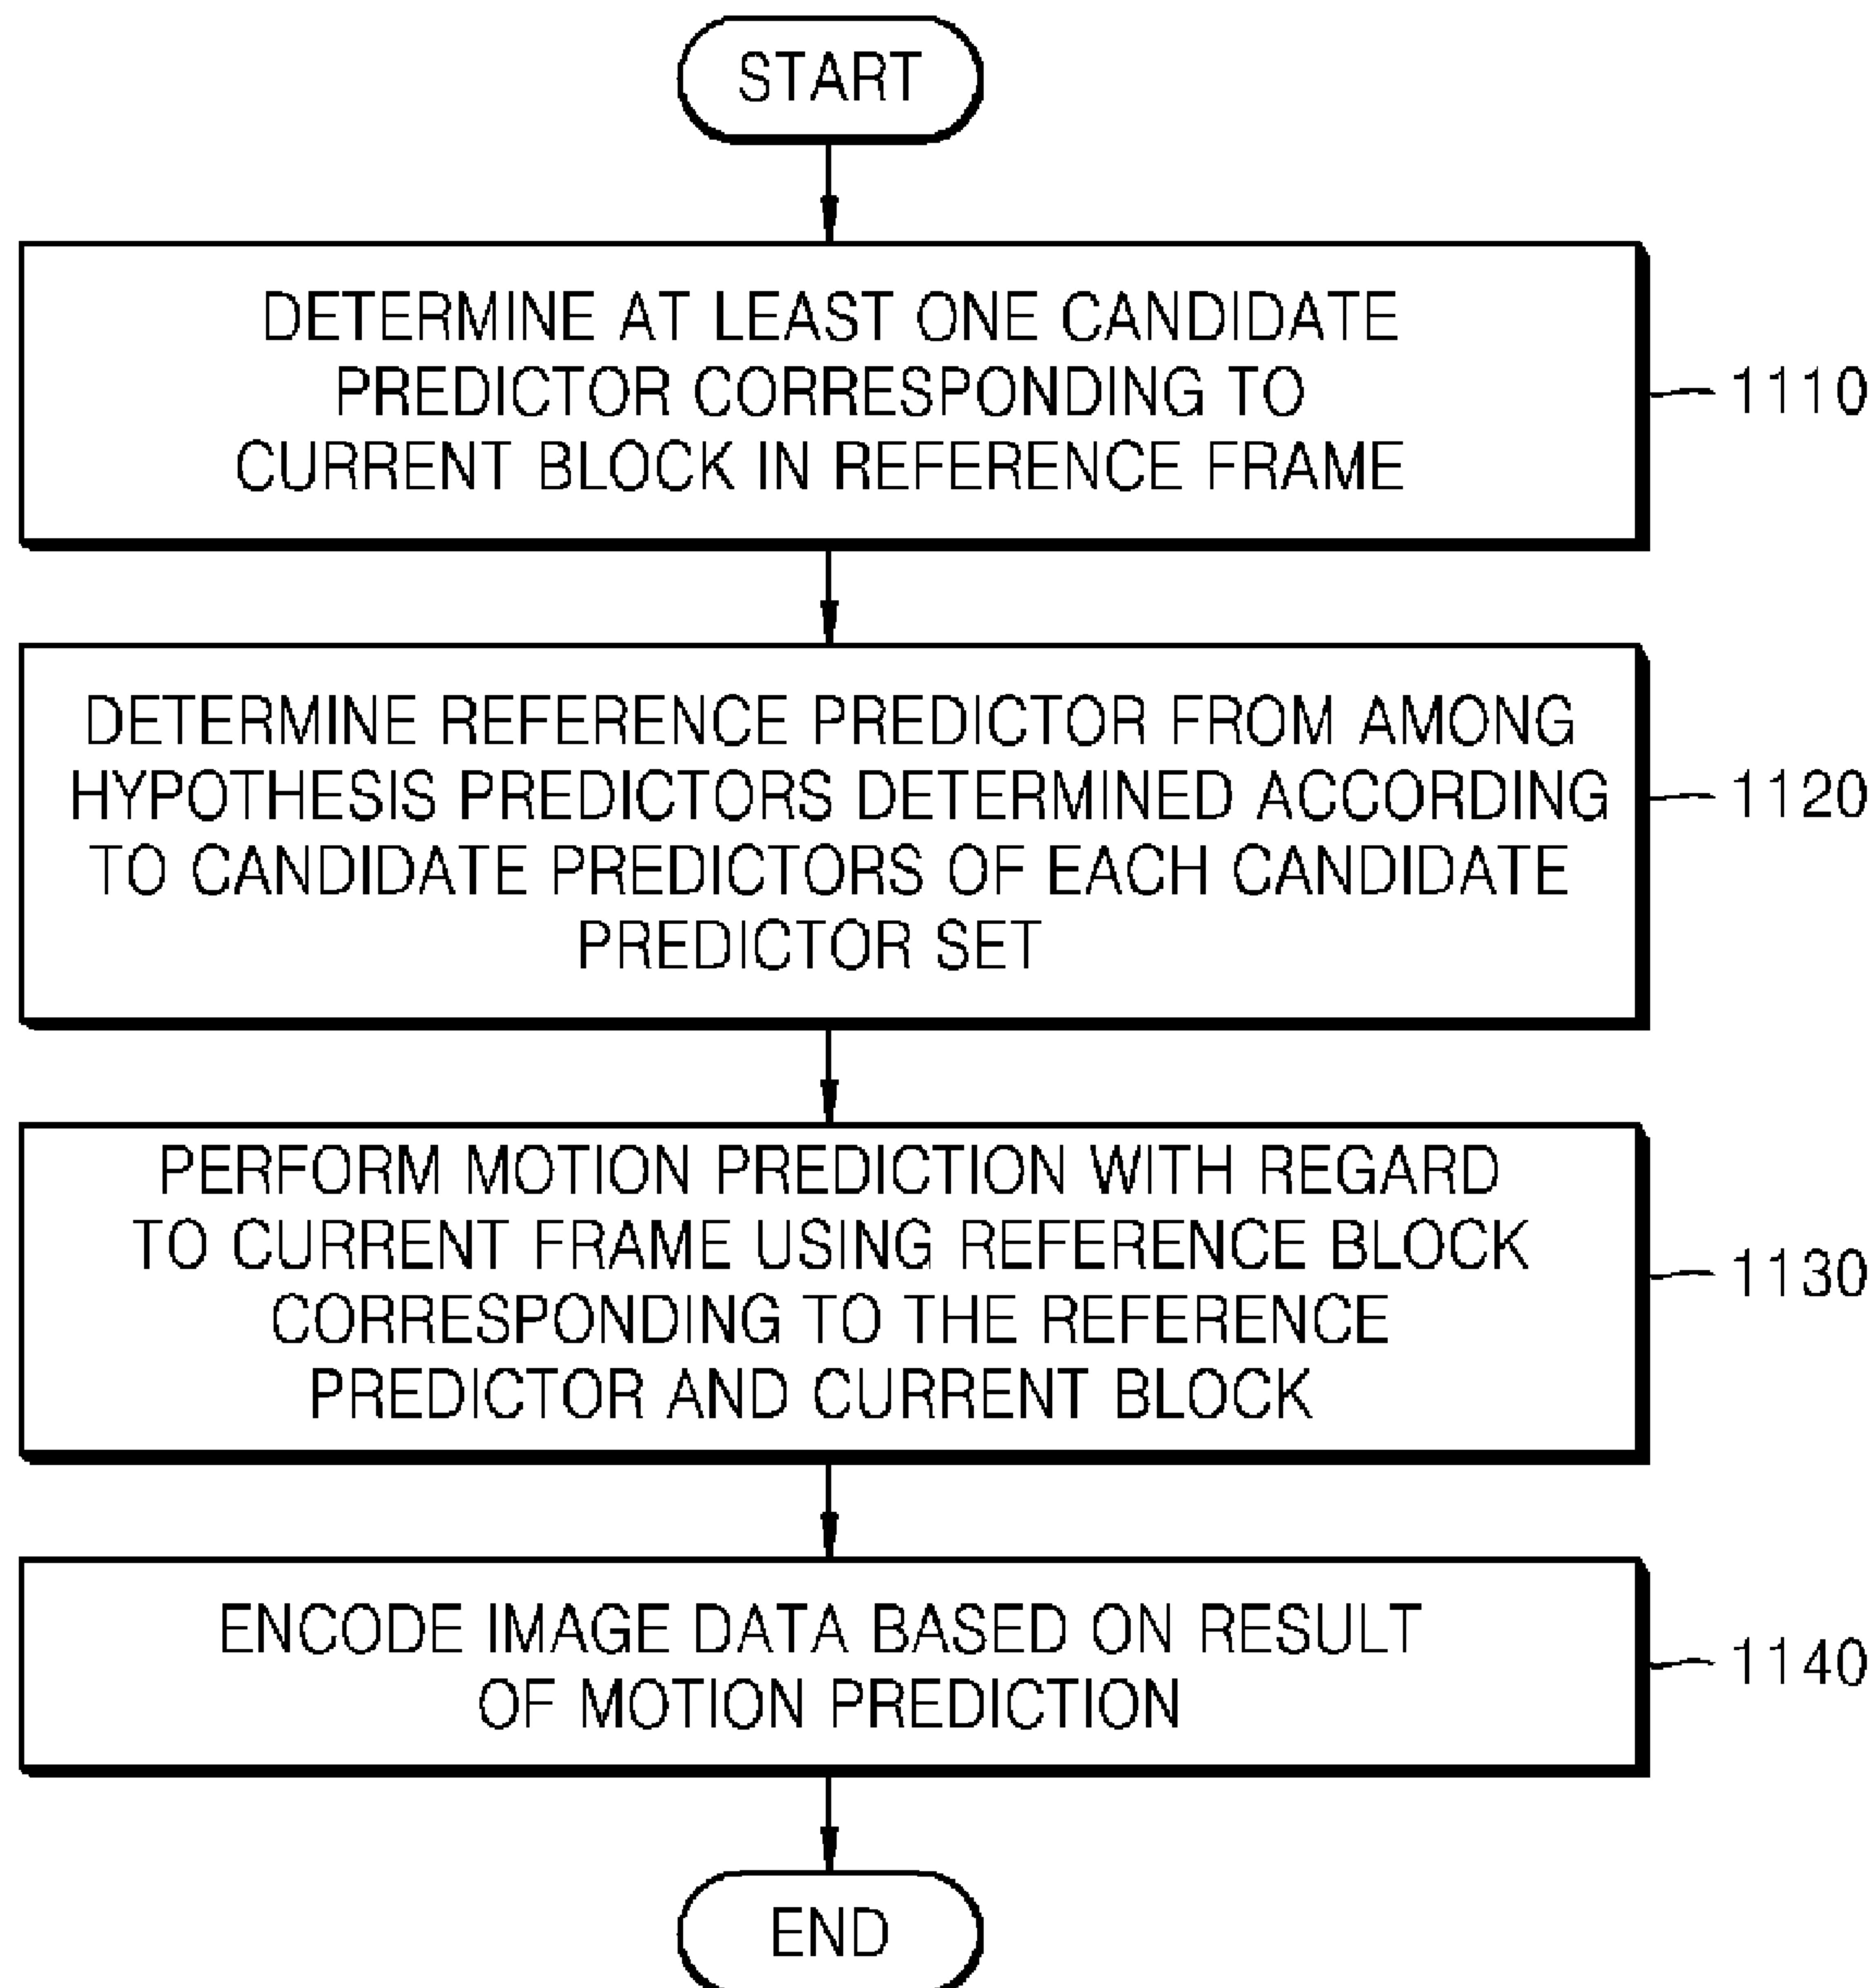 START
DETERMINE AT LEAST ONE CANDIDATE
PREDICTOR CORRESPONDING TO
CURRENT BLOCK IN REFERENCE FRAME
1110
DETERMINE REFERENCE PREDICTOR FROM AMONG
HYPOTHESIS PREDICTORS DETERMINED ACCORDING
TO CANDIDATE PREDICTORS OF EACH CANDIDATE
PREDICTOR SET
1120
PERFORM MOTION PREDICTION WITH REGARD
TO CURRENT FRAME USING REFERENCE BLOCK
CORRESPONDING TO THE REFERENCE
PREDICTOR AND CURRENT BLOCK
1130
ENCODE IMAGE DATA BASED ON RESULT
OF MOTION PREDICTION
1140
END